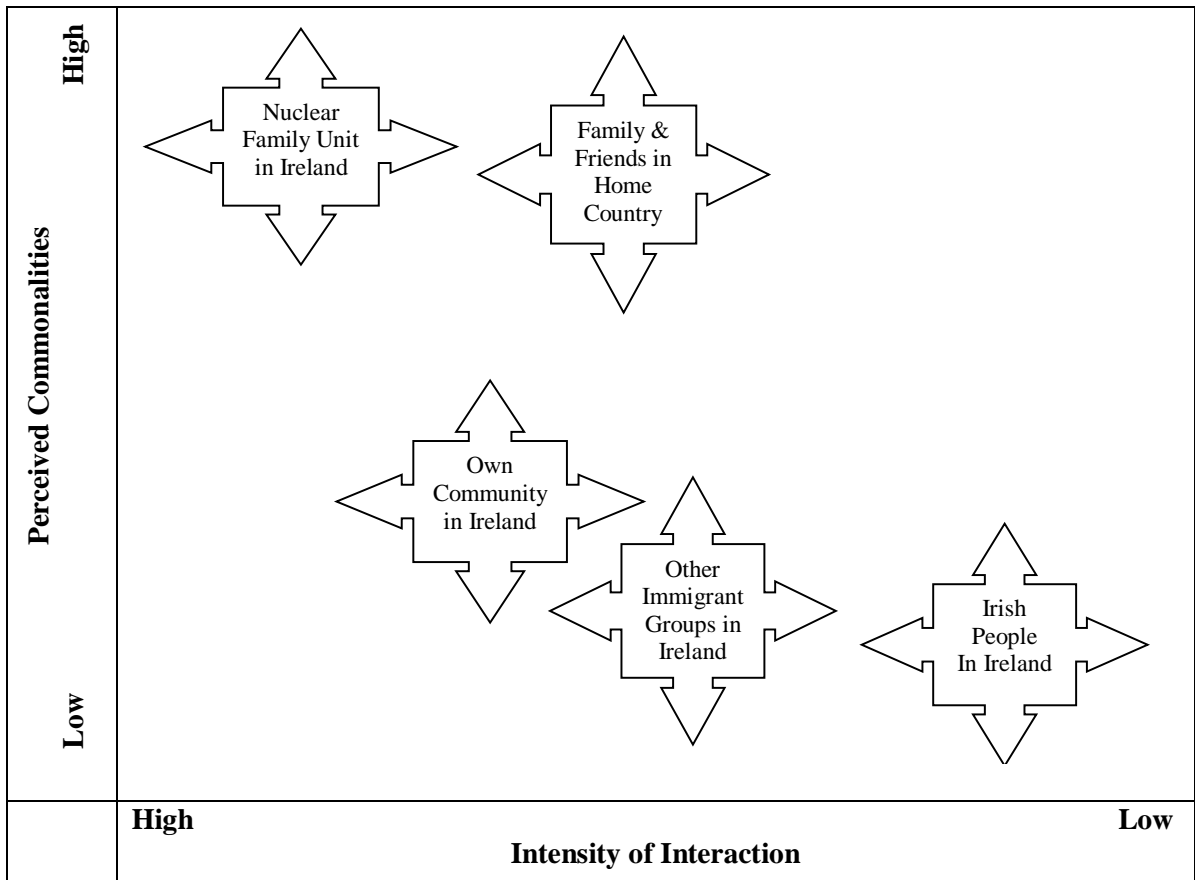 High
Perceived Commonalities
Low
Nuclear
Family Unit
in Ireland
Family &
Friends in
Home
Country
Own
Community
in Ireland
Other
Immigrant
Groups in
Ireland
Irish
People
In Ireland
High
Low
Intensity of Interaction